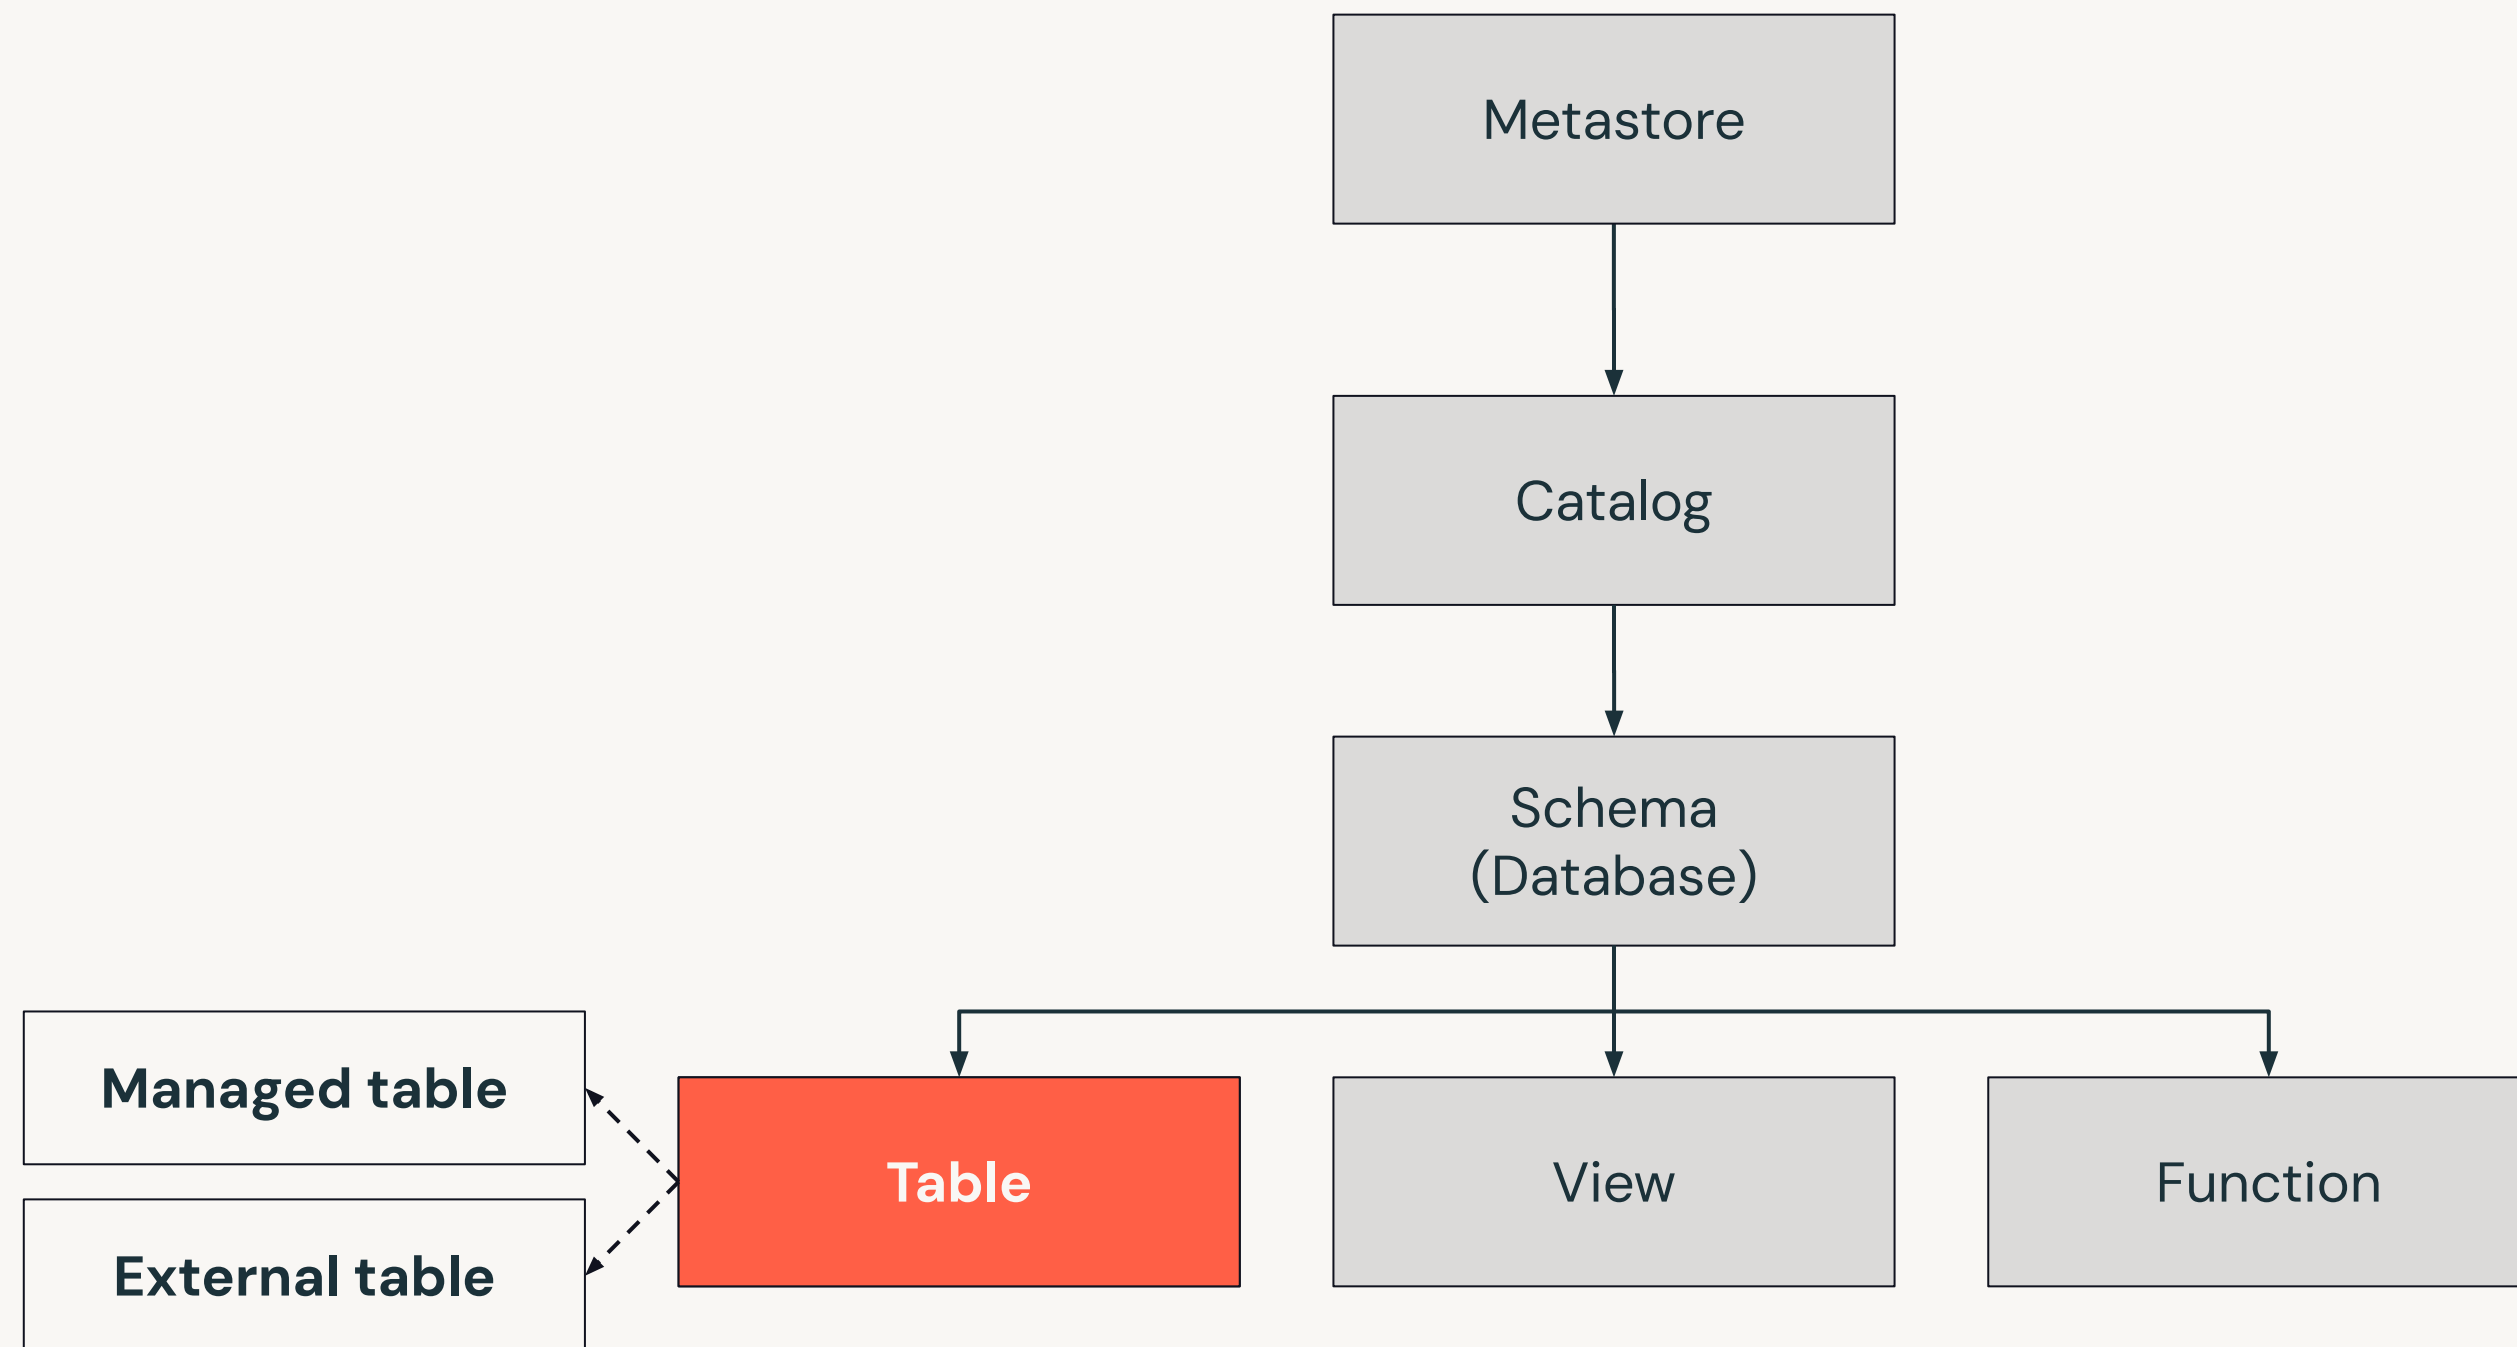 Metastore
Catalog
Schema
(Database)
Managed table
External table
Table
View
Function